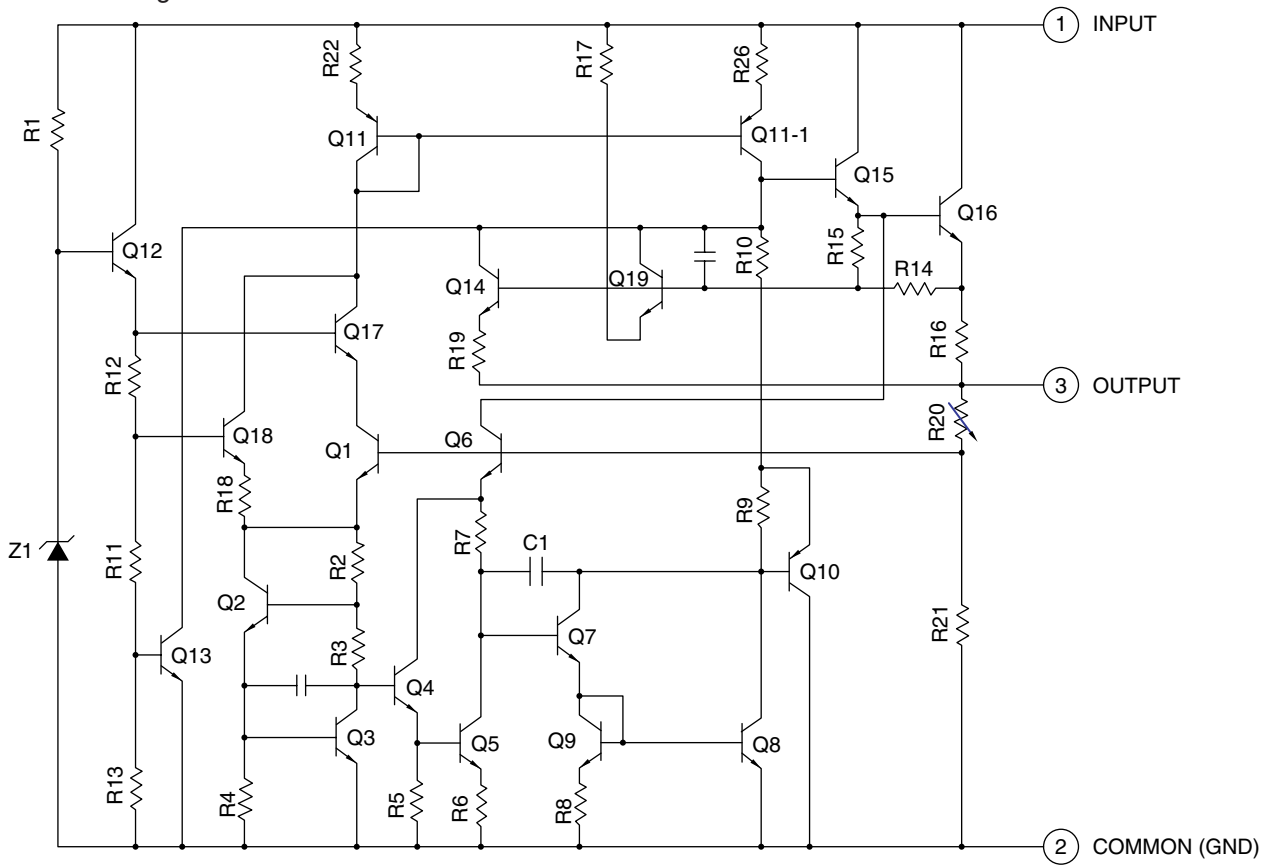 1 INPUT
R1
R22
R17
R26
Q11
Q11-1
Q15
Q16
Q12
R15
R10
R14
Q14
Q19
Q17
R19
R16
R12
3 OUTPUT
R20
Q18
Q1
Q6
R18
R9
R7
C1
Z1
R11
R2
Q10
Q2
R21
Q7
R3
Q13
Q4
Q3
Q5
Q9
Q8
R13
R4
R5
R6
R8
2 COMMON (GND)